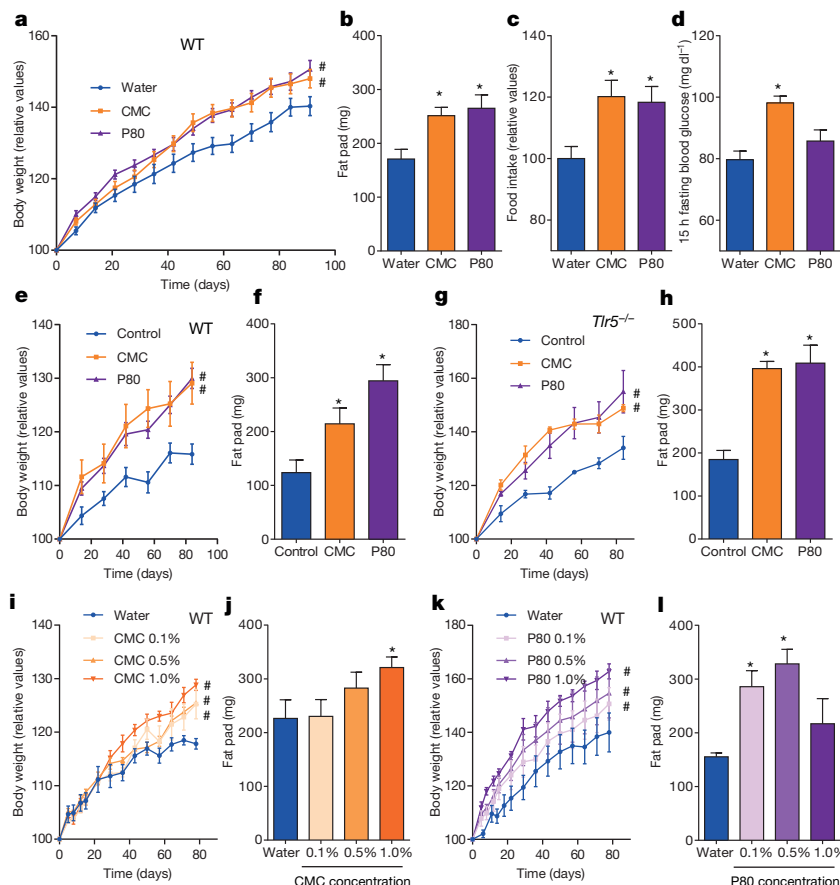 a
WT
160
140
120
100
Body weight (relative values)
Water
CMC
P80
#
#
0 20 40 60 80 100
Time (days)
b
400
300
200
100
0
Fat pad (mg)
* *
Water CMC P80
c
120
100
80
Food intake (relative values)
* *
Water CMC P80
d
100
80
60
15 h fasting blood glucose (mg dl⁻¹)
*
Water CMC P80
e
WT
140
130
120
110
100
Body weight (relative values)
Control
CMC
P80
#
#
0 20 40 60 80 100
Time (days)
f
400
300
200
100
0
Fat pad (mg)
* *
Control CMC P80
g
Tlr5⁻/⁻
180
160
140
120
100
Body weight (relative values)
Control
CMC
P80
#
#
0 20 40 60 80 100
Time (days)
h
500
400
300
200
100
0
Fat pad (mg)
* *
Control CMC P80
i
WT
140
130
120
110
100
Body weight (relative values)
Water
CMC 0.1%
CMC 0.5%
CMC 1.0%
#
#
#
0 20 40 60 80 100
Time (days)
j
400
300
200
100
0
Fat pad (mg)
*
Water 0.1% 0.5% 1.0%
CMC concentration
k
WT
180
160
140
120
100
Body weight (relative values)
Water
P80 0.1%
P80 0.5%
P80 1.0%
#
#
#
0 20 40 60 80 100
Time (days)
l
400
300
200
100
0
Fat pad (mg)
* *
Water 0.1% 0.5% 1.0%
P80 concentration